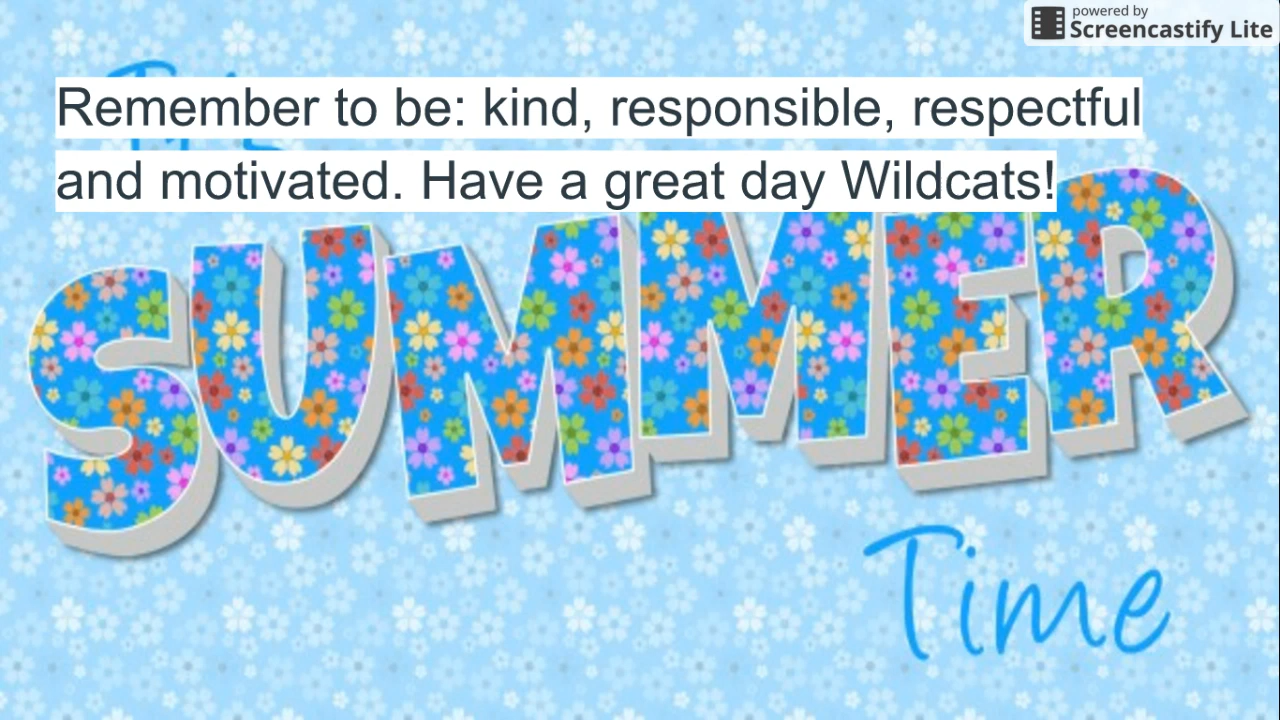 powered by
Screencastify Lite
Remember to be: kind, responsible, respectful
and motivated. Have a great day Wildcats!
SUMMER
Time